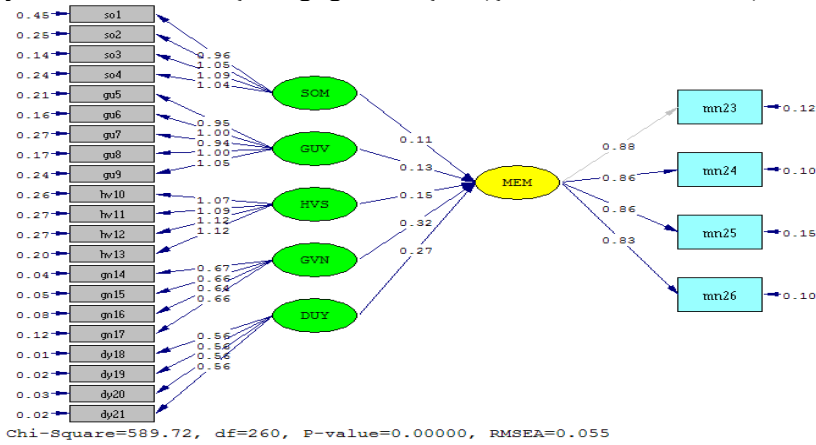 0.45 so1
0.25 so2
0.14 so3
0.24 so4
0.21 gu5
0.16 gu6
0.27 gu7
0.17 gu8
0.24 gu9
0.26 hv10
0.27 hv11
0.27 hv12
0.20 hv13
0.04 gn14
0.05 gn15
0.08 gn16
0.12 gn17
0.01 dy18
0.02 dy19
0.03 dy20
0.02 dy21
0.96
1.05
1.09
1.04
0.95
1.00
0.94
1.00
1.05
1.07
1.09
1.12
1.12
0.67
0.66
0.64
0.66
0.56
0.56
0.56
0.56
SOM
GUV
HVS
GVN
DUY
0.11
0.13
0.15
0.32
0.27
MEM
0.88
0.86
0.86
0.83
mn23 0.12
mn24 0.10
mn25 0.15
mn26 0.10
Chi-Square=589.72, df=260, P-value=0.00000, RMSEA=0.055